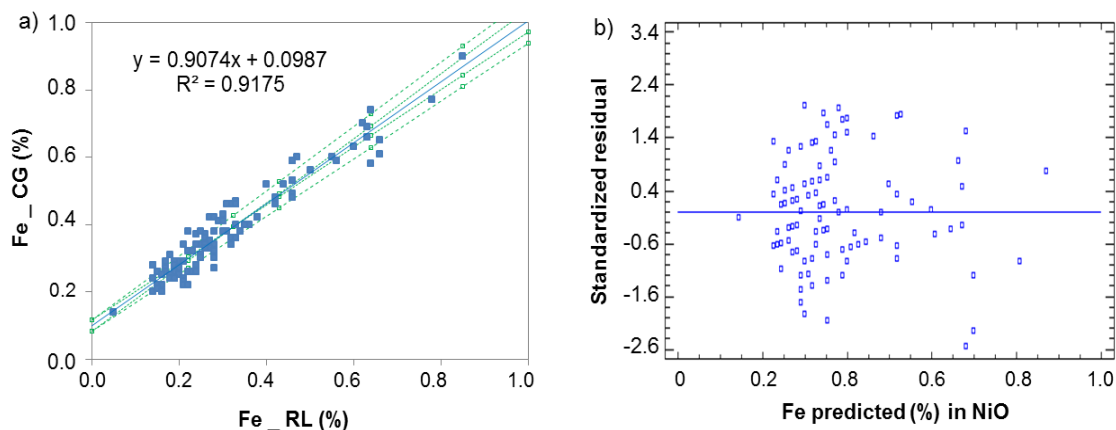 a)
1.0
0.8
0.6
0.4
0.2
0.0
Fe _ CG (%)
y = 0.9074x + 0.0987
R² = 0.9175
0.0 0.2 0.4 0.6 0.8 1.0
Fe _ RL (%)
b)
3.4
2.4
1.4
0.4
-0.6
-1.6
-2.6
Standardized residual
0 0.2 0.8 0.6 0.8 1.0
Fe predicted (%) in NiO